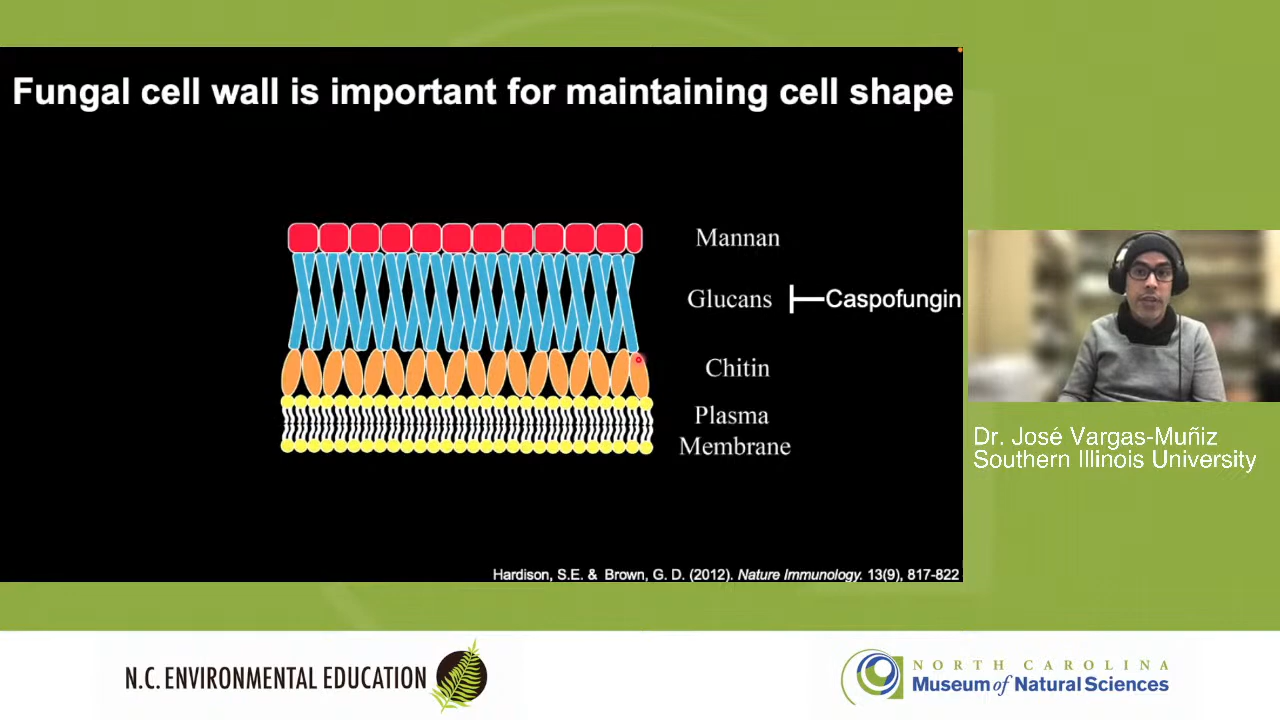 Fungal cell wall is important for maintaining cell shape
Mannan
Glucans
Caspofungin
Chitin
Plasma
Membrane
Hardison, S.E. & Brown, G. D. (2012). Nature Immunology. 13(9), 817-822
Dr. José Vargas-Muñiz
Southern Illinois University
N.C. ENVIRONMENTAL EDUCATION
NORTH CAROLINA
Museum of Natural Sciences